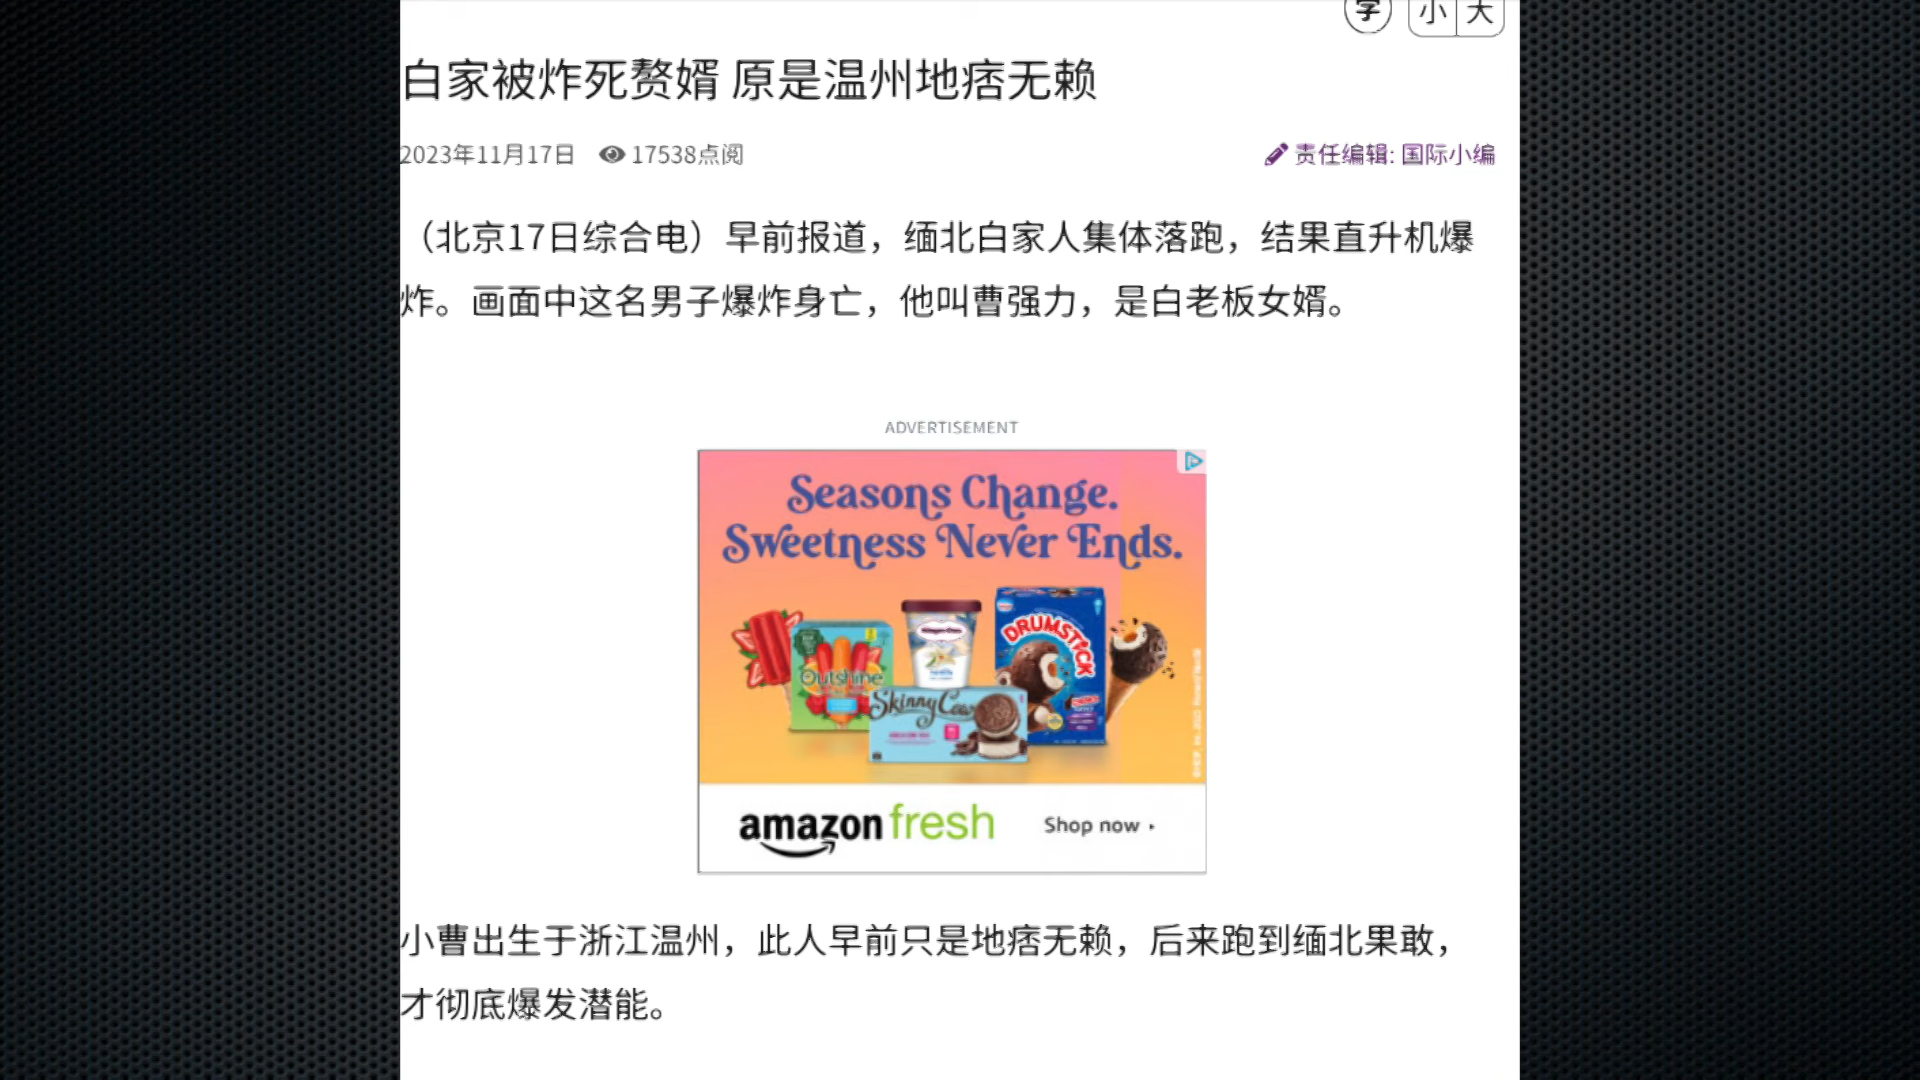 字 小 大
白家被炸死赘婿 原是温州地痞无赖
2023年11月17日 17538点阅 责任编辑: 国际小编
（北京17日综合电）早前报道，缅北白家人集体落跑，结果直升机爆
炸。画面中这名男子爆炸身亡，他叫曹强力，是白老板女婿。
ADVERTISEMENT
Seasons Change.
Sweetness Never Ends.
DRUMSTICK
Outshine
Skinny Cow
amazon fresh Shop now
小曹出生于浙江温州，此人早前只是地痞无赖，后来跑到缅北果敢，
才彻底爆发潜能。